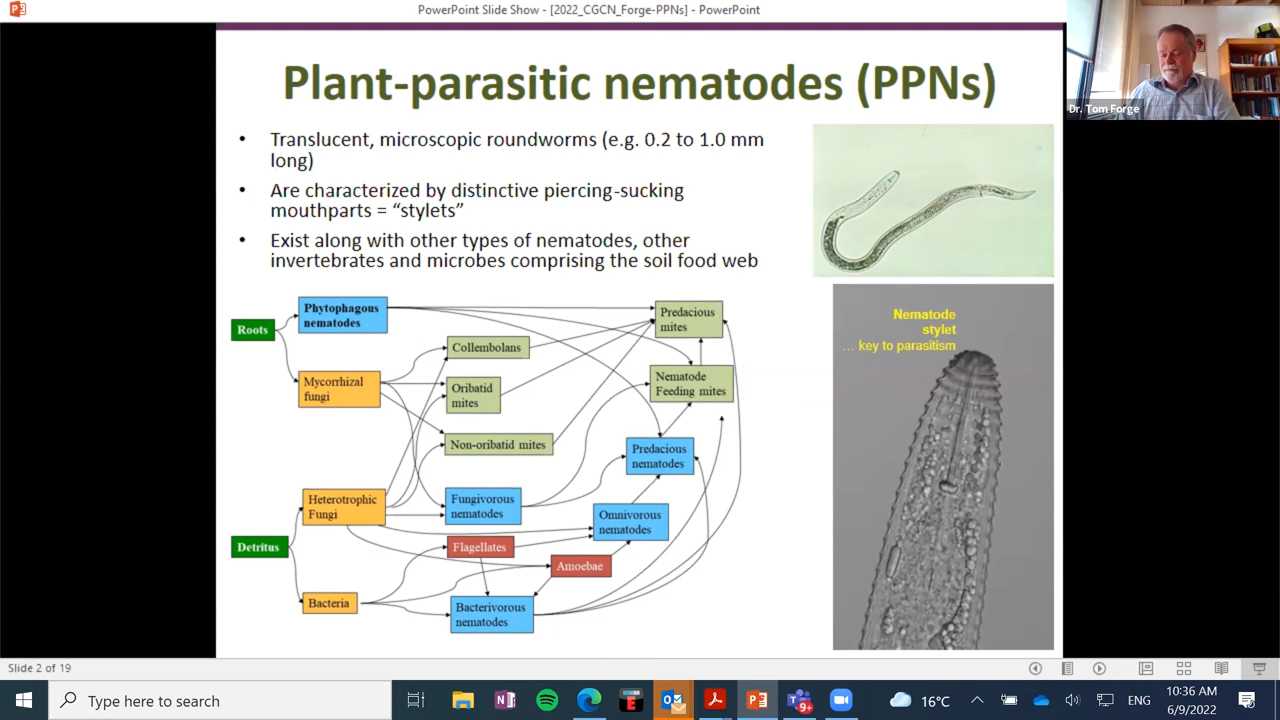 PowerPoint Slide Show - [2022_CGCN_Forge-PPNs] - PowerPoint
Dr. Tom Forge
Plant-parasitic nematodes (PPNs)
• Translucent, microscopic roundworms (e.g. 0.2 to 1.0 mm
long)
• Are characterized by distinctive piercing-sucking
mouthparts = “stylets”
• Exist along with other types of nematodes, other
invertebrates and microbes comprising the soil food web
Roots
Phytophagous
nematodes
Mycorrhizal
fungi
Collembolans
Oribatid
mites
Non-oribatid mites
Predacious
mites
Nematode
Feeding mites
Predacious
nematodes
Heterotrophic
Fungi
Fungivorous
nematodes
Omnivorous
nematodes
Detritus
Flagellates
Amoebae
Bacteria
Bacterivorous
nematodes
Nematode
stylet
... key to parasitism
Slide 2 of 19
Type here to search
9+
16°C
ENG
10:36 AM
6/9/2022